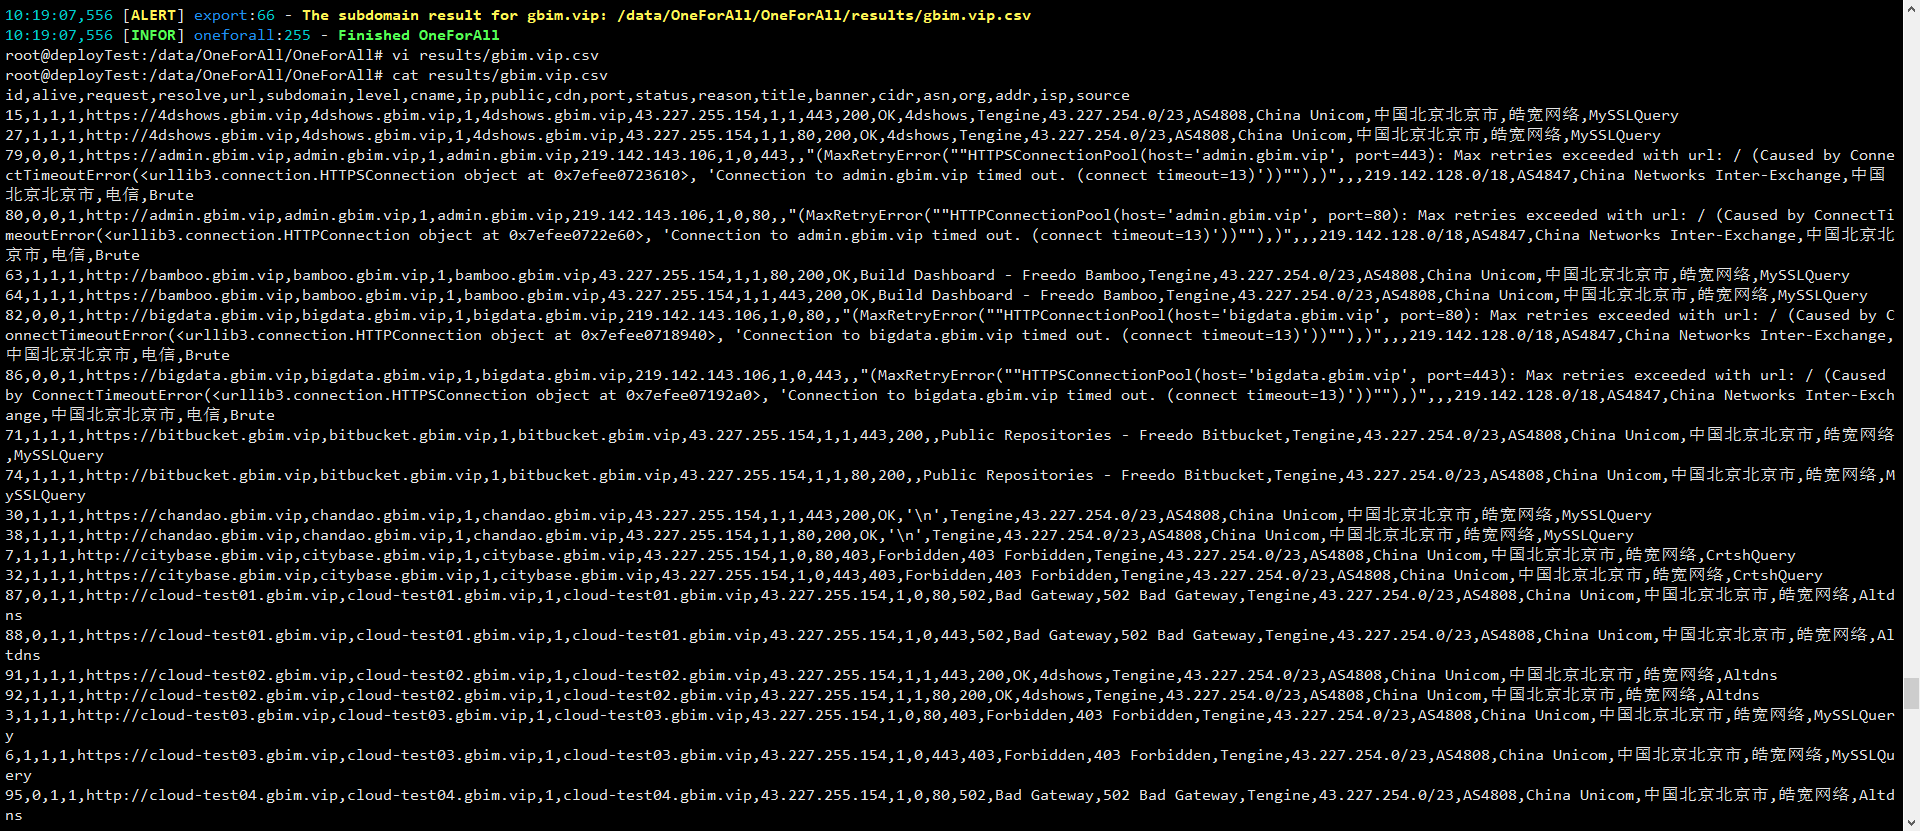 10:19:07,556 [ALERT] export:66 - The subdomain result for gbim.vip: /data/OneForAll/OneForAll/results/gbim.vip.csv
10:19:07,556 [INFOR] oneforall:255 - Finished OneForAll
root@deployTest:/data/OneForAll/OneForAll# vi results/gbim.vip.csv
root@deployTest:/data/OneForAll/OneForAll# cat results/gbim.vip.csv
id,alive,request,resolve,url,subdomain,level,cname,ip,public,cdn,port,status,reason,title,banner,cidr,asn,org,addr,isp,source
15,1,1,1,https://4dshows.gbim.vip,4dshows.gbim.vip,1,4dshows.gbim.vip,43.227.255.154,1,1,443,200,OK,4dshows,Tengine,43.227.254.0/23,AS4808,China Unicom,中国北京北京市,皓宽网络,MySSLQuery
27,1,1,1,http://4dshows.gbim.vip,4dshows.gbim.vip,1,4dshows.gbim.vip,43.227.255.154,1,1,80,200,OK,4dshows,Tengine,43.227.254.0/23,AS4808,China Unicom,中国北京北京市,皓宽网络,MySSLQuery
79,0,0,1,https://admin.gbim.vip,admin.gbim.vip,1,admin.gbim.vip,219.142.143.106,1,0,443,,"(MaxRetryError(""HTTPSConnectionPool(host='admin.gbim.vip', port=443): Max retries exceeded with url: / (Caused by Conne
ctTimeoutError(<urllib3.connection.HTTPSConnection object at 0x7efee0723610>, 'Connection to admin.gbim.vip timed out. (connect timeout=13)'))""),)",,,219.142.128.0/18,AS4847,China Networks Inter-Exchange,中国
北京北京市,电信,Brute
80,0,0,1,http://admin.gbim.vip,admin.gbim.vip,1,admin.gbim.vip,219.142.143.106,1,0,80,,"(MaxRetryError(""HTTPConnectionPool(host='admin.gbim.vip', port=80): Max retries exceeded with url: / (Caused by ConnectTi
meoutError(<urllib3.connection.HTTPConnection object at 0x7efee0722e60>, 'Connection to admin.gbim.vip timed out. (connect timeout=13)'))""),)",,,219.142.128.0/18,AS4847,China Networks Inter-Exchange,中国北京北京
市,电信,Brute
63,1,1,1,http://bamboo.gbim.vip,bamboo.gbim.vip,1,bamboo.gbim.vip,43.227.255.154,1,1,80,200,OK,Build Dashboard - Freedo Bamboo,Tengine,43.227.254.0/23,AS4808,China Unicom,中国北京北京市,皓宽网络,MySSLQuery
64,1,1,1,https://bamboo.gbim.vip,bamboo.gbim.vip,1,bamboo.gbim.vip,43.227.255.154,1,1,443,200,OK,Build Dashboard - Freedo Bamboo,Tengine,43.227.254.0/23,AS4808,China Unicom,中国北京北京市,皓宽网络,MySSLQuery
82,0,0,1,http://bigdata.gbim.vip,bigdata.gbim.vip,1,bigdata.gbim.vip,219.142.143.106,1,0,80,,"(MaxRetryError(""HTTPConnectionPool(host='bigdata.gbim.vip', port=80): Max retries exceeded with url: / (Caused by C
onnectTimeoutError(<urllib3.connection.HTTPConnection object at 0x7efee0718940>, 'Connection to bigdata.gbim.vip timed out. (connect timeout=13)'))""),)",,,219.142.128.0/18,AS4847,China Networks Inter-Exchange,
中国北京北京市,电信,Brute
86,0,0,1,https://bigdata.gbim.vip,bigdata.gbim.vip,1,bigdata.gbim.vip,219.142.143.106,1,0,443,,"(MaxRetryError(""HTTPSConnectionPool(host='bigdata.gbim.vip', port=443): Max retries exceeded with url: / (Caused
by ConnectTimeoutError(<urllib3.connection.HTTPSConnection object at 0x7efee07192a0>, 'Connection to bigdata.gbim.vip timed out. (connect timeout=13)'))""),)",,,219.142.128.0/18,AS4847,China Networks Inter-Exch
ange,中国北京北京市,电信,Brute
71,1,1,1,https://bitbucket.gbim.vip,bitbucket.gbim.vip,1,bitbucket.gbim.vip,43.227.255.154,1,1,443,200,,Public Repositories - Freedo Bitbucket,Tengine,43.227.254.0/23,AS4808,China Unicom,中国北京北京市,皓宽网络
,MySSLQuery
74,1,1,1,http://bitbucket.gbim.vip,bitbucket.gbim.vip,1,bitbucket.gbim.vip,43.227.255.154,1,1,80,200,,Public Repositories - Freedo Bitbucket,Tengine,43.227.254.0/23,AS4808,China Unicom,中国北京北京市,皓宽网络,M
ySSLQuery
30,1,1,1,https://chandao.gbim.vip,chandao.gbim.vip,1,chandao.gbim.vip,43.227.255.154,1,1,443,200,OK,'\n',Tengine,43.227.254.0/23,AS4808,China Unicom,中国北京北京市,皓宽网络,MySSLQuery
38,1,1,1,http://chandao.gbim.vip,chandao.gbim.vip,1,chandao.gbim.vip,43.227.255.154,1,1,80,200,OK,'\n',Tengine,43.227.254.0/23,AS4808,China Unicom,中国北京北京市,皓宽网络,MySSLQuery
7,1,1,1,http://citybase.gbim.vip,citybase.gbim.vip,1,citybase.gbim.vip,43.227.255.154,1,0,80,403,Forbidden,403 Forbidden,Tengine,43.227.254.0/23,AS4808,China Unicom,中国北京北京市,皓宽网络,CrtshQuery
32,1,1,1,https://citybase.gbim.vip,citybase.gbim.vip,1,citybase.gbim.vip,43.227.255.154,1,0,443,403,Forbidden,403 Forbidden,Tengine,43.227.254.0/23,AS4808,China Unicom,中国北京北京市,皓宽网络,CrtshQuery
87,0,1,1,http://cloud-test01.gbim.vip,cloud-test01.gbim.vip,1,cloud-test01.gbim.vip,43.227.255.154,1,0,80,502,Bad Gateway,502 Bad Gateway,Tengine,43.227.254.0/23,AS4808,China Unicom,中国北京北京市,皓宽网络,Altd
ns
88,0,1,1,https://cloud-test01.gbim.vip,cloud-test01.gbim.vip,1,cloud-test01.gbim.vip,43.227.255.154,1,0,443,502,Bad Gateway,502 Bad Gateway,Tengine,43.227.254.0/23,AS4808,China Unicom,中国北京北京市,皓宽网络,Al
tdns
91,1,1,1,https://cloud-test02.gbim.vip,cloud-test02.gbim.vip,1,cloud-test02.gbim.vip,43.227.255.154,1,1,443,200,OK,4dshows,Tengine,43.227.254.0/23,AS4808,China Unicom,中国北京北京市,皓宽网络,Altdns
92,1,1,1,http://cloud-test02.gbim.vip,cloud-test02.gbim.vip,1,cloud-test02.gbim.vip,43.227.255.154,1,1,80,200,OK,4dshows,Tengine,43.227.254.0/23,AS4808,China Unicom,中国北京北京市,皓宽网络,Altdns
3,1,1,1,http://cloud-test03.gbim.vip,cloud-test03.gbim.vip,1,cloud-test03.gbim.vip,43.227.255.154,1,0,80,403,Forbidden,403 Forbidden,Tengine,43.227.254.0/23,AS4808,China Unicom,中国北京北京市,皓宽网络,MySSLQuer
y
6,1,1,1,https://cloud-test03.gbim.vip,cloud-test03.gbim.vip,1,cloud-test03.gbim.vip,43.227.255.154,1,0,443,403,Forbidden,403 Forbidden,Tengine,43.227.254.0/23,AS4808,China Unicom,中国北京北京市,皓宽网络,MySSLQu
ery
95,0,1,1,http://cloud-test04.gbim.vip,cloud-test04.gbim.vip,1,cloud-test04.gbim.vip,43.227.255.154,1,0,80,502,Bad Gateway,502 Bad Gateway,Tengine,43.227.254.0/23,AS4808,China Unicom,中国北京北京市,皓宽网络,Altd
ns